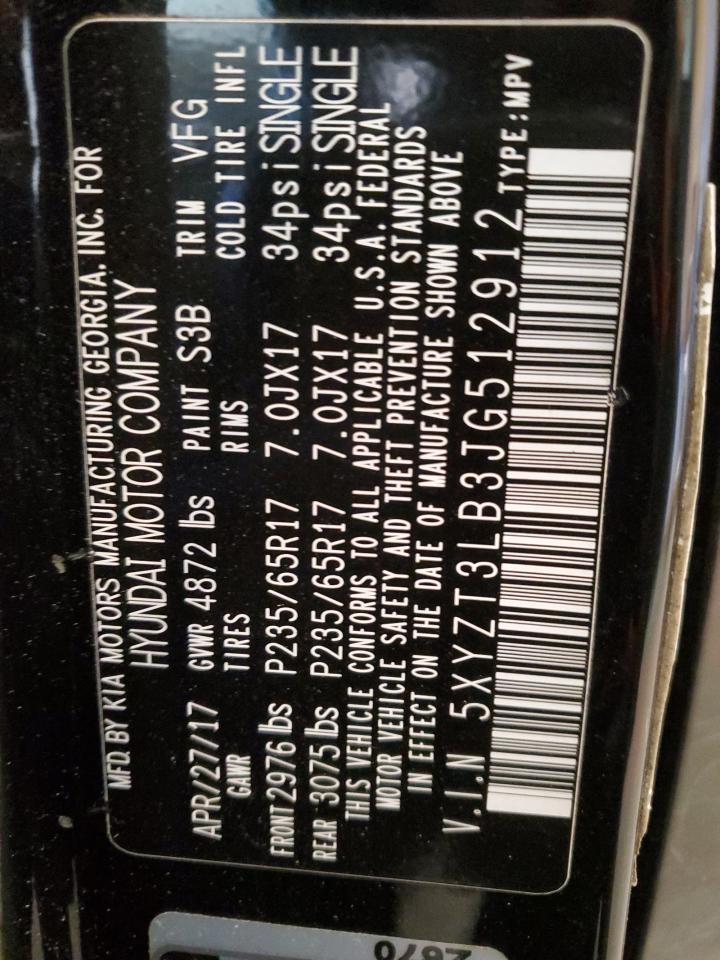 MFD. BY KIA MOTORS MANUFACTURING GEORGIA, INC. FOR
HYUNDAI MOTOR COMPANY
APR/27/17 GVWR 4872 lbs PAINT S3B TRIM VFG
GAWR TIRES RIMS COLD TIRE INFL
FRONT 2976 lbs P235/65R17 7.0JX17 34psi SINGLE
REAR 3075 lbs P235/65R17 7.0JX17 34psi SINGLE
THIS VEHICLE CONFORMS TO ALL APPLICABLE U.S.A. FEDERAL
MOTOR VEHICLE SAFETY AND THEFT PREVENTION STANDARDS
IN EFFECT ON THE DATE OF MANUFACTURE SHOWN ABOVE
V.I.N 5XYZT3LB3JG512912 TYPE:MPV
2670